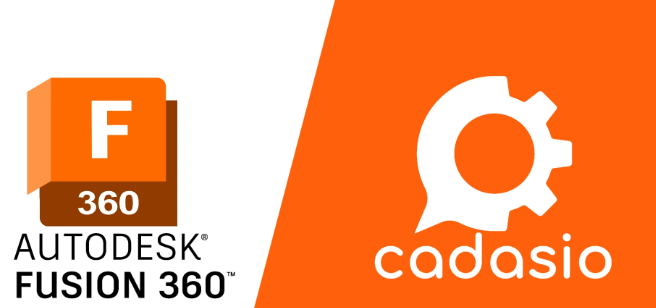 F
360
AUTODESK®
FUSION 360™
cadasio